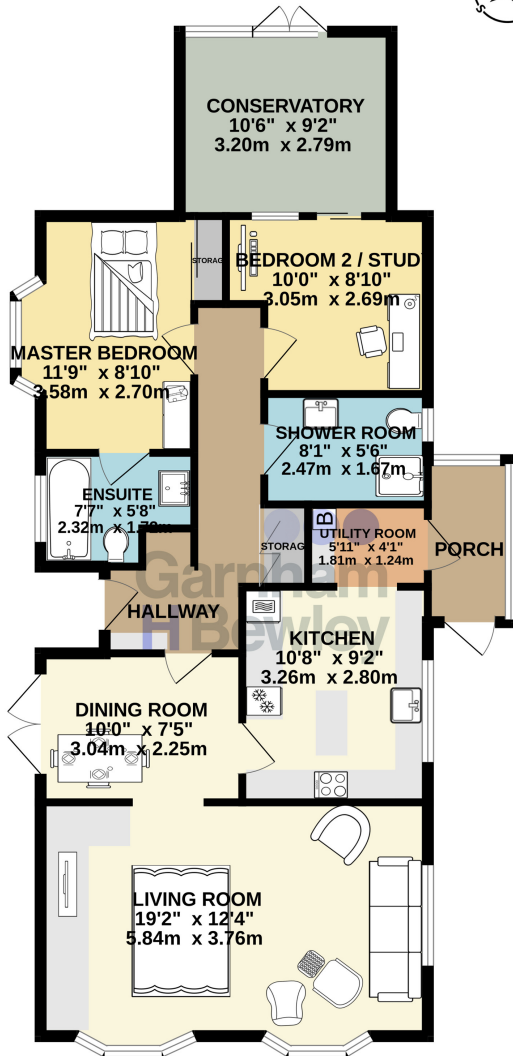 S
CONSERVATORY
10'6" x 9'2"
3.20m x 2.79m
STORAG
BEDROOM 2 / STUD
10'0" x 8'10"
3.05m x 2.69m
MASTER BEDROOM
11'9" x 8'10"
3.58m x 2.70m
SHOWER ROOM
8'1" x 5'6"
2.47m x 1.67m
ENSUITE
7'7" x 5'8"
2.32m x
B
UTILITY ROOM
5'11" x 4'1"
1.81m x 1.24m
STORAG
PORCH
Garnham
H Bewley
HALLWAY
KITCHEN
10'8" x 9'2"
3.26m x 2.80m
DINING ROOM
10'0" x 7'5"
3.04m x 2.25m
LIVING ROOM
19'2" x 12'4"
5.84m x 3.76m